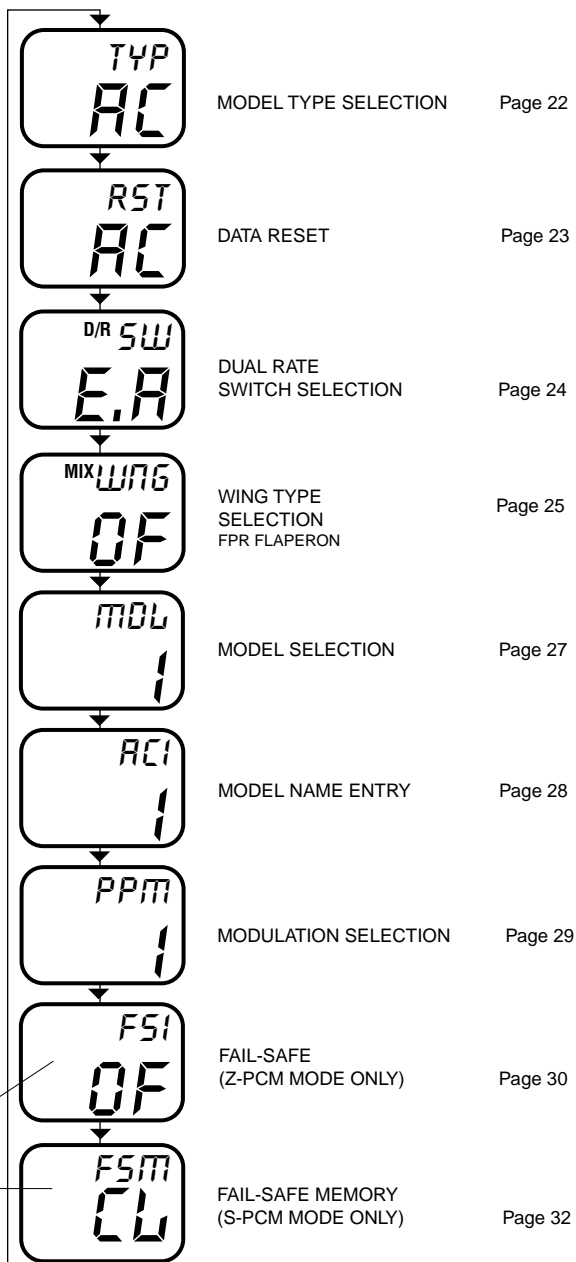 TYP
AC
MODEL TYPE SELECTION Page 22
RST
AC
DATA RESET Page 23
D/R SW
E.A
DUAL RATE
SWITCH SELECTION Page 24
MIX WNG
OF
WING TYPE
SELECTION
FPR FLAPERON
Page 25
MDL
1
MODEL SELECTION Page 27
AC1
1
MODEL NAME ENTRY Page 28
PPM
1
MODULATION SELECTION Page 29
FS1
OF
FAIL-SAFE
(Z-PCM MODE ONLY) Page 30
FSM
CL
FAIL-SAFE MEMORY
(S-PCM MODE ONLY) Page 32